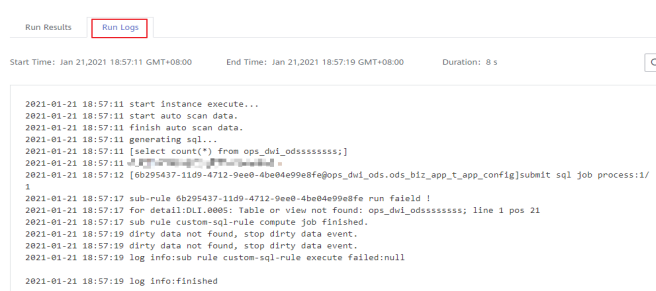 Run Results
Run Logs
Start Time: Jan 21,2021 18:57:11 GMT+08:00
End Time: Jan 21,2021 18:57:19 GMT+08:00
Duration: 8 s
2021-01-21 18:57:11 start instance execute...
2021-01-21 18:57:11 start auto scan data.
2021-01-21 18:57:11 finish auto scan data.
2021-01-21 18:57:11 generating sql...
2021-01-21 18:57:11 [select count(*) from ops_dwi_odssssssss;]
2021-01-21 18:57:11
2021-01-21 18:57:12 [6b295437-11d9-4712-9ee0-4be04e99e8fe@ops_dwi_ods.ods_biz_app_t_app_config]submit sql job process:1/
1
2021-01-21 18:57:17 sub-rule 6b295437-11d9-4712-9ee0-4be04e99e8fe run faield !
2021-01-21 18:57:17 for detail:DLI.0005: Table or view not found: ops_dwi_odssssssss; line 1 pos 21
2021-01-21 18:57:17 sub rule custom-sql-rule compute job finished.
2021-01-21 18:57:19 dirty data not found, stop dirty data event.
2021-01-21 18:57:19 dirty data not found, stop dirty data event.
2021-01-21 18:57:19 log info:sub rule custom-sql-rule execute failed:null
2021-01-21 18:57:19 log info:finished